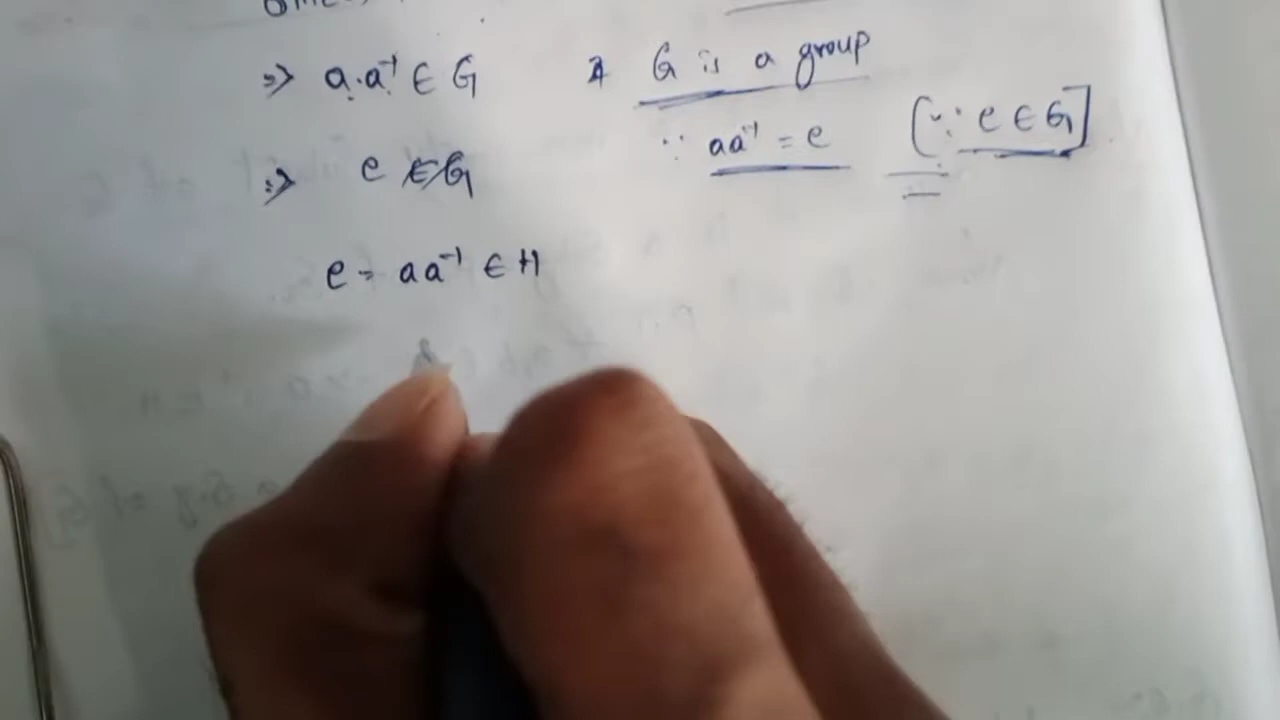 ⇒ a.a⁻¹ ∈ G & G is a group
∵ aa⁻¹ = e [∵ e ∈ G]
⇒ e ∈ G
e = aa⁻¹ ∈ H